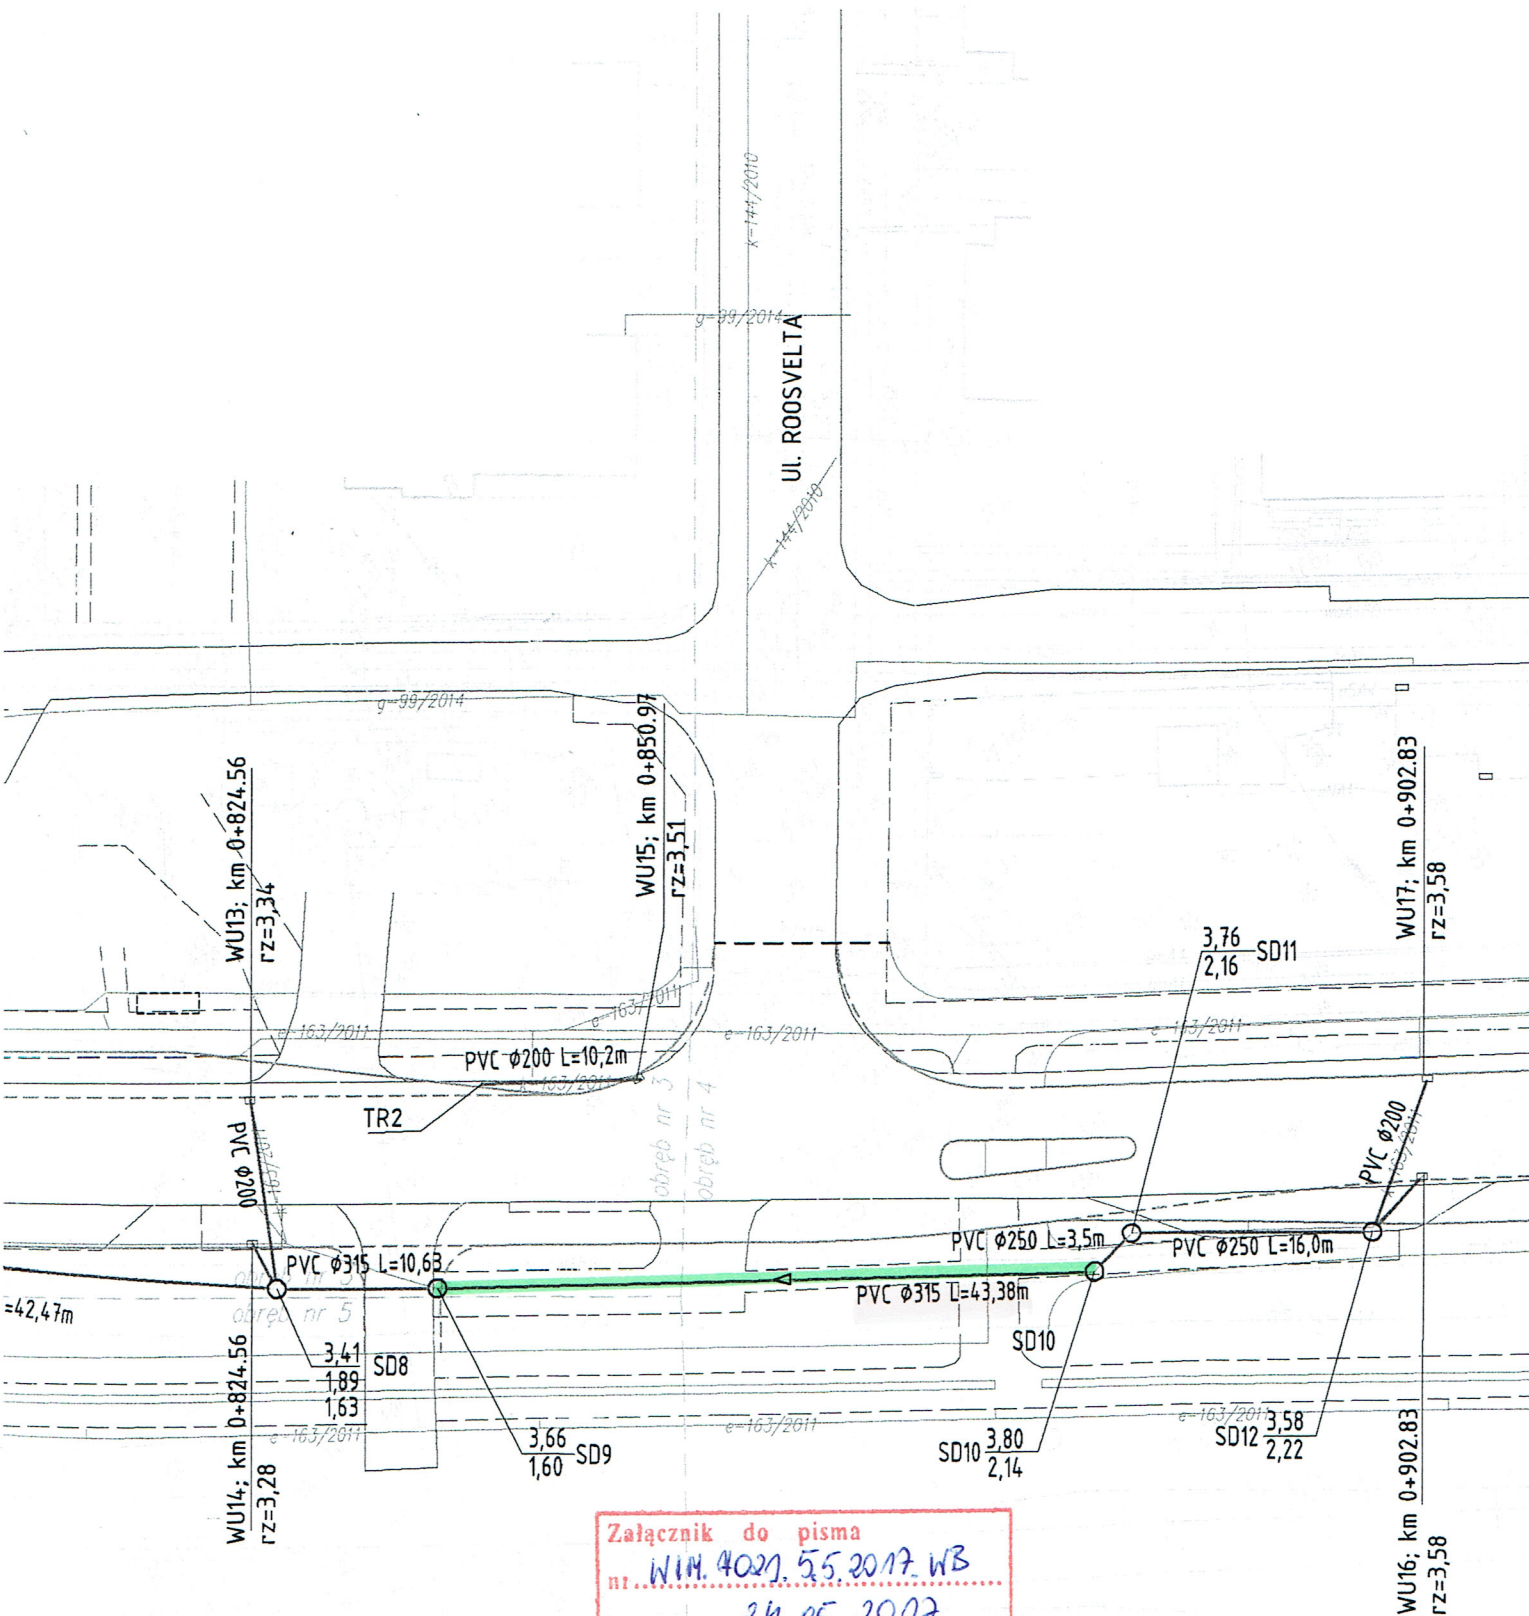 k-144/2010
g-99/2014
Ul. ROOSVELTA
k-144/2010
g-99/2014
WU13; km 0+824.56
rz=3,34
WU15; km 0+850.97
rz=3,51
WU17; km 0+902.83
rz=3,58
3,76
2,16
SD11
e-163/2011
e-163/2011
e-163/2011
e-163/2011
PVC φ200 L=10,2m
k-163/2011
TR2
obręb nr 3
obręb nr 4
PVC φ200
PVC φ200
PVC φ315 L=10,63
PVC φ250 L=3,5m
PVC φ250 L=16,0m
PVC φ315 L=43,38m
=42,47m
obręb nr 5
SD10
3,41
1,89
1,63
SD8
e-163/2011
3,66
1,60
SD9
e-163/2011
SD10
3,80
2,14
e-163/2011
SD12
3,58
2,22
WU14; km 0+824.56
rz=3,28
WU16; km 0+902.83
rz=3,58
Załącznik do pisma
nr. WIM.7021.5.5.2017.WB